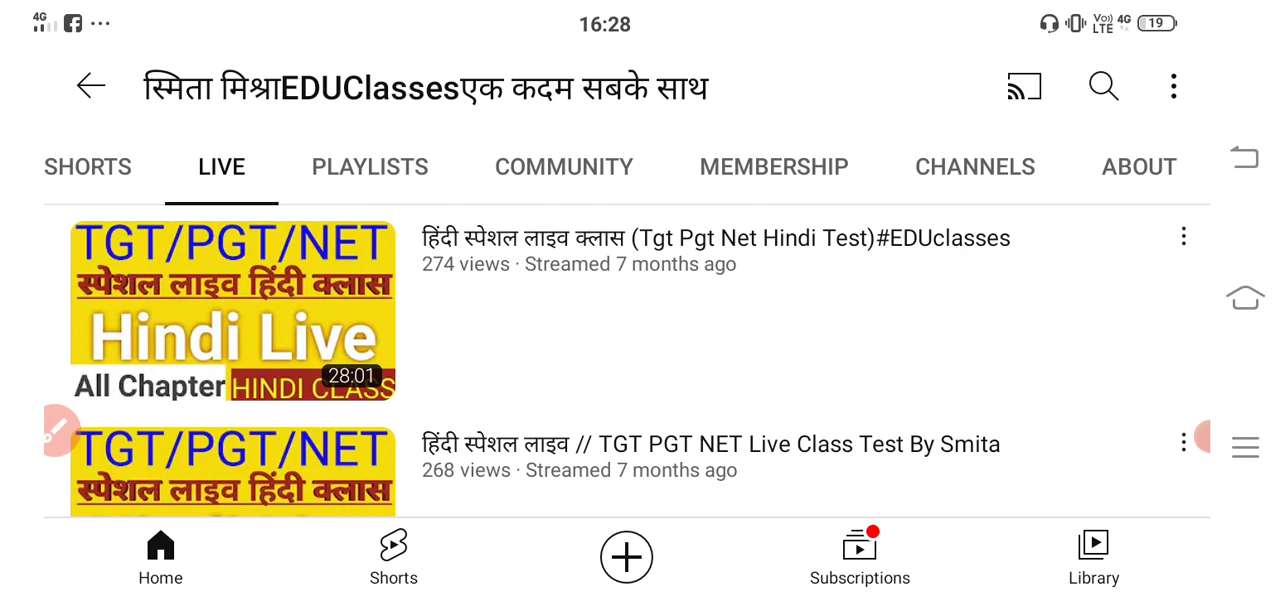 4G 16:28 Vo)) LTE 4G 19
स्मिता मिश्राEDUClassesएक कदम सबके साथ
SHORTS LIVE PLAYLISTS COMMUNITY MEMBERSHIP CHANNELS ABOUT
TGT/PGT/NET
स्पेशल लाइव हिंदी क्लास
Hindi Live
All Chapter HINDI CLASS
28:01
हिंदी स्पेशल लाइव क्लास (Tgt Pgt Net Hindi Test)#EDUclasses
274 views · Streamed 7 months ago
TGT/PGT/NET
स्पेशल लाइव हिंदी क्लास
हिंदी स्पेशल लाइव // TGT PGT NET Live Class Test By Smita
268 views · Streamed 7 months ago
Home Shorts Subscriptions Library